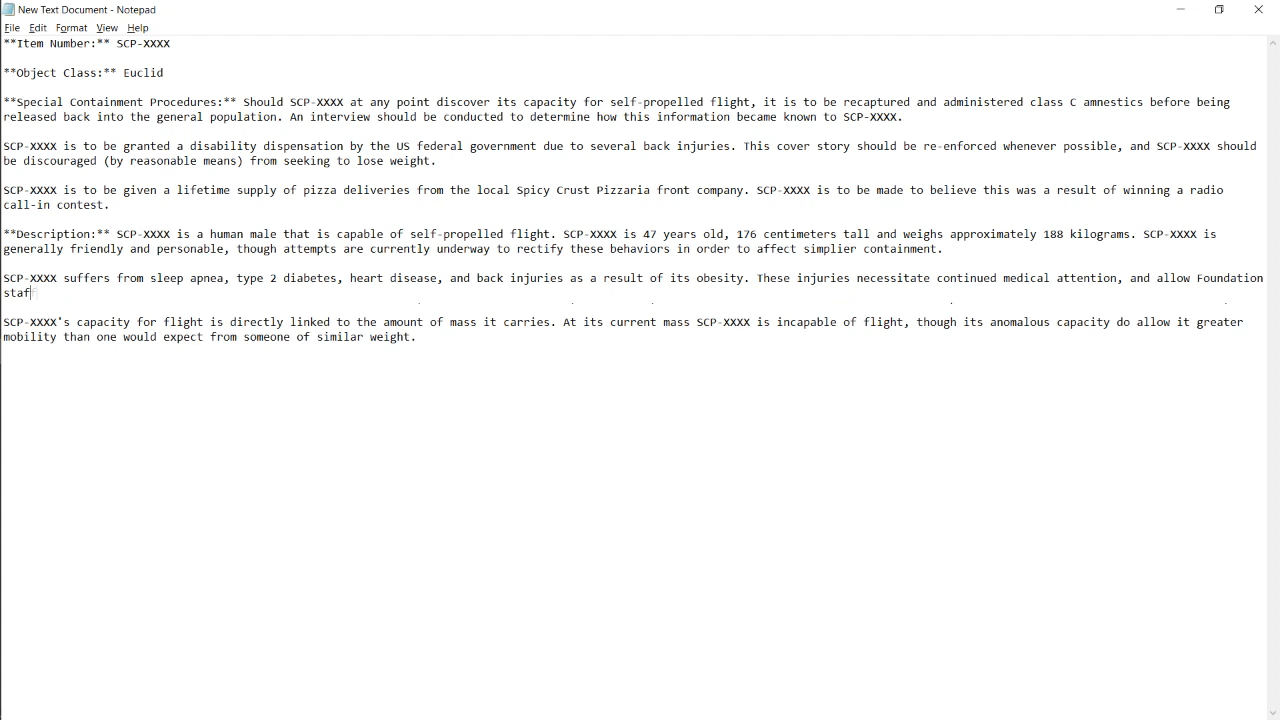 New Text Document - Notepad
File Edit Format View Help
**Item Number:** SCP-XXXX
**Object Class:** Euclid
**Special Containment Procedures:** Should SCP-XXXX at any point discover its capacity for self-propelled flight, it is to be recaptured and administered class C amnestics before being
released back into the general population. An interview should be conducted to determine how this information became known to SCP-XXXX.
SCP-XXXX is to be granted a disability dispensation by the US federal government due to several back injuries. This cover story should be re-enforced whenever possible, and SCP-XXXX should
be discouraged (by reasonable means) from seeking to lose weight.
SCP-XXXX is to be given a lifetime supply of pizza deliveries from the local Spicy Crust Pizzaria front company. SCP-XXXX is to be made to believe this was a result of winning a radio
call-in contest.
**Description:** SCP-XXXX is a human male that is capable of self-propelled flight. SCP-XXXX is 47 years old, 176 centimeters tall and weighs approximately 188 kilograms. SCP-XXXX is
generally friendly and personable, though attempts are currently underway to rectify these behaviors in order to affect simplier containment.
SCP-XXXX suffers from sleep apnea, type 2 diabetes, heart disease, and back injuries as a result of its obesity. These injuries necessitate continued medical attention, and allow Foundation
staf
SCP-XXXX's capacity for flight is directly linked to the amount of mass it carries. At its current mass SCP-XXXX is incapable of flight, though its anomalous capacity do allow it greater
mobility than one would expect from someone of similar weight.